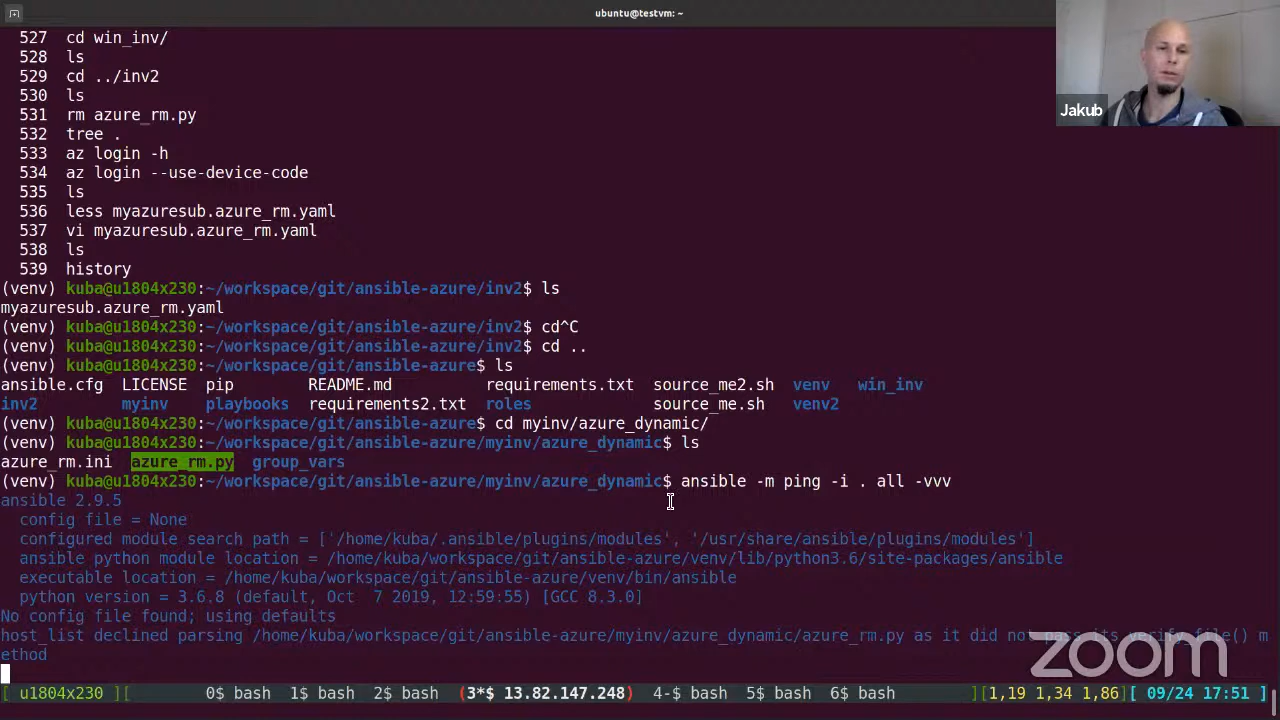 ubuntu@testvm: ~
527  cd win_inv/
528  ls
529  cd ../inv2
530  ls
531  rm azure_rm.py
532  tree .
533  az login -h
534  az login --use-device-code
535  ls
536  less myazuresub.azure_rm.yaml
537  vi myazuresub.azure_rm.yaml
538  ls
539  history
(venv) kuba@u1804x230:~/workspace/git/ansible-azure/inv2$ ls
myazuresub.azure_rm.yaml
(venv) kuba@u1804x230:~/workspace/git/ansible-azure/inv2$ cd^C
(venv) kuba@u1804x230:~/workspace/git/ansible-azure/inv2$ cd ..
(venv) kuba@u1804x230:~/workspace/git/ansible-azure$ ls
ansible.cfg  LICENSE  pip        README.md          requirements.txt  source_me2.sh  venv   win_inv
inv2         myinv    playbooks  requirements2.txt  roles             source_me.sh   venv2
(venv) kuba@u1804x230:~/workspace/git/ansible-azure$ cd myinv/azure_dynamic/
(venv) kuba@u1804x230:~/workspace/git/ansible-azure/myinv/azure_dynamic$ ls
azure_rm.ini  azure_rm.py  group_vars
(venv) kuba@u1804x230:~/workspace/git/ansible-azure/myinv/azure_dynamic$ ansible -m ping -i . all -vvv
ansible 2.9.5
  config file = None
  configured module search path = ['/home/kuba/.ansible/plugins/modules', '/usr/share/ansible/plugins/modules']
  ansible python module location = /home/kuba/workspace/git/ansible-azure/venv/lib/python3.6/site-packages/ansible
  executable location = /home/kuba/workspace/git/ansible-azure/venv/bin/ansible
  python version = 3.6.8 (default, Oct  7 2019, 12:59:55) [GCC 8.3.0]
No config file found; using defaults
host_list declined parsing /home/kuba/workspace/git/ansible-azure/myinv/azure_dynamic/azure_rm.py as it did not pass its verify_file() m
ethod
[ u1804x230 ][        0$ bash  1$ bash  2$ bash  (3*$ 13.82.147.248)  4-$ bash  5$ bash  6$ bash        ][1,19 1,34 1,86][ 09/24 17:51 ]
Jakub
zoom